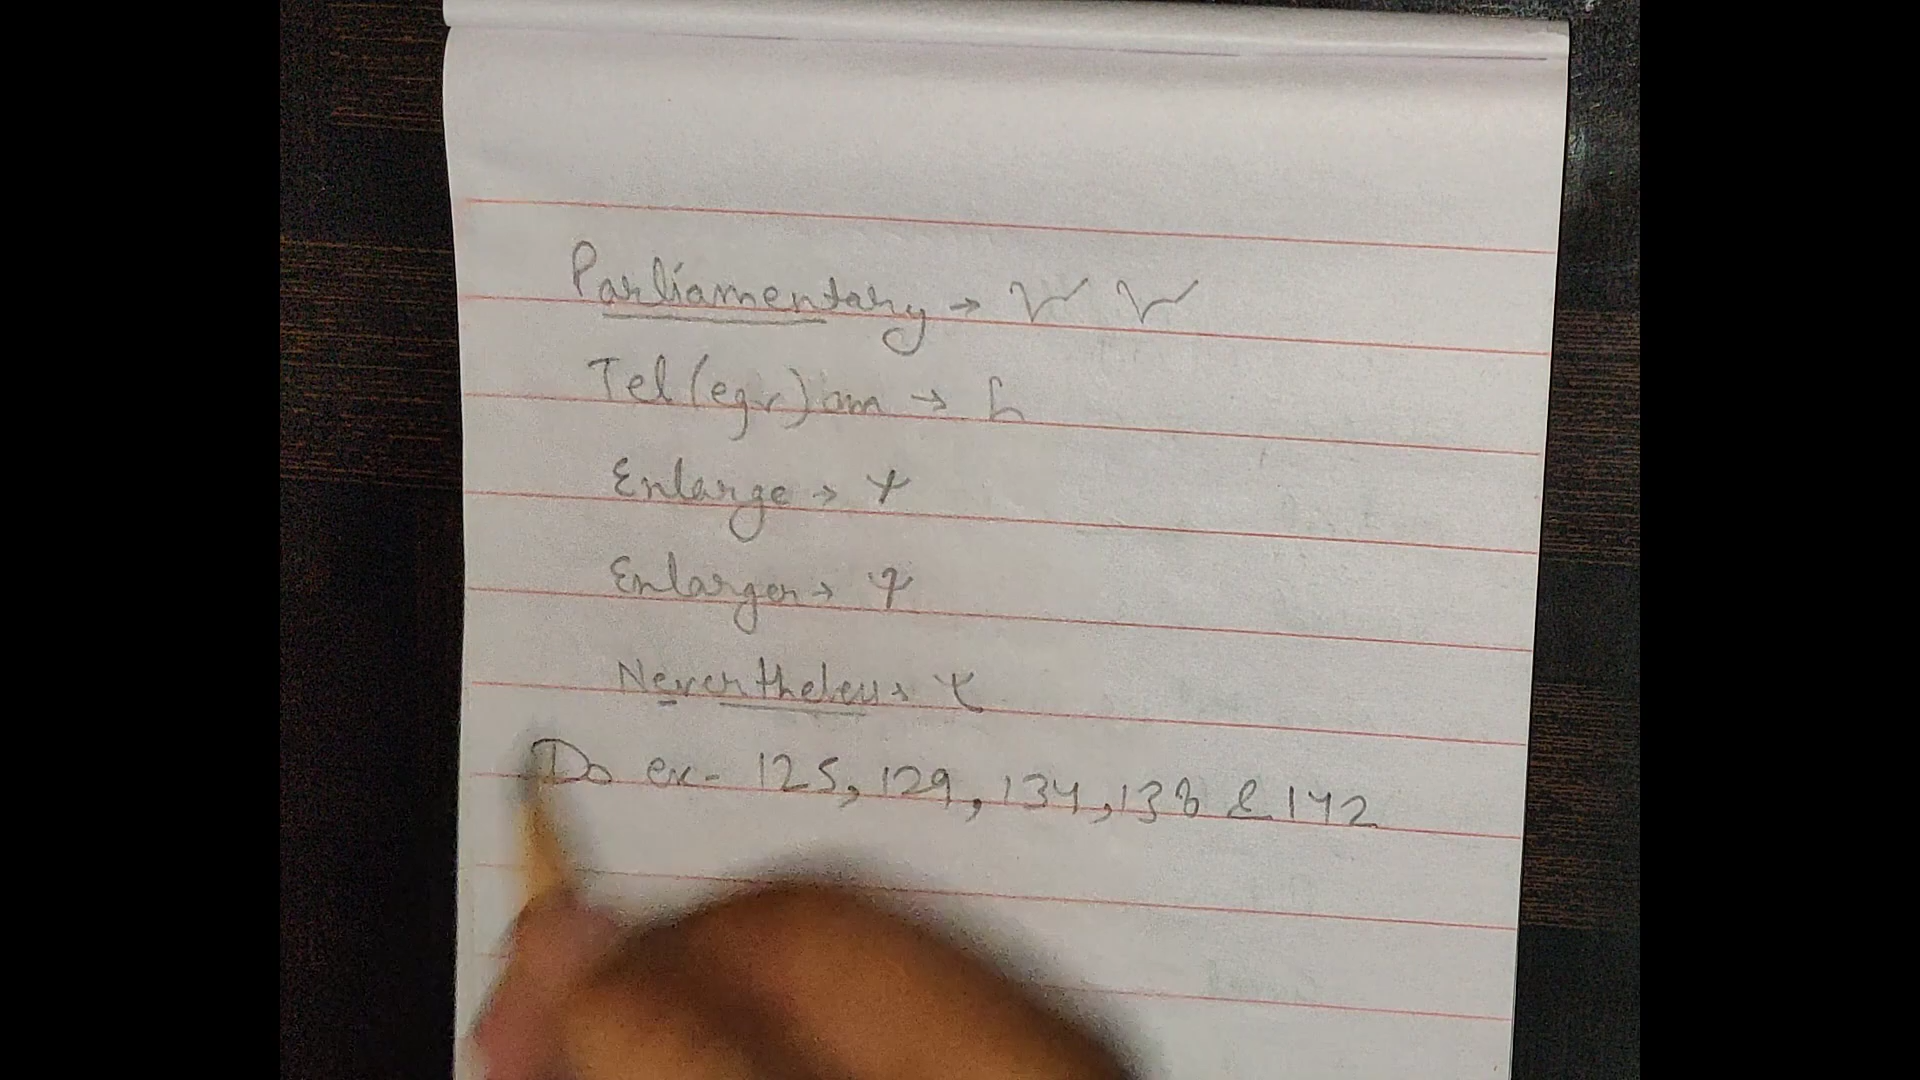 Parliamentary →
Tel(egr)am →
Enlarge →
Enlarger →
Nevertheless →
Do ex- 125, 129, 134, 138 & 142